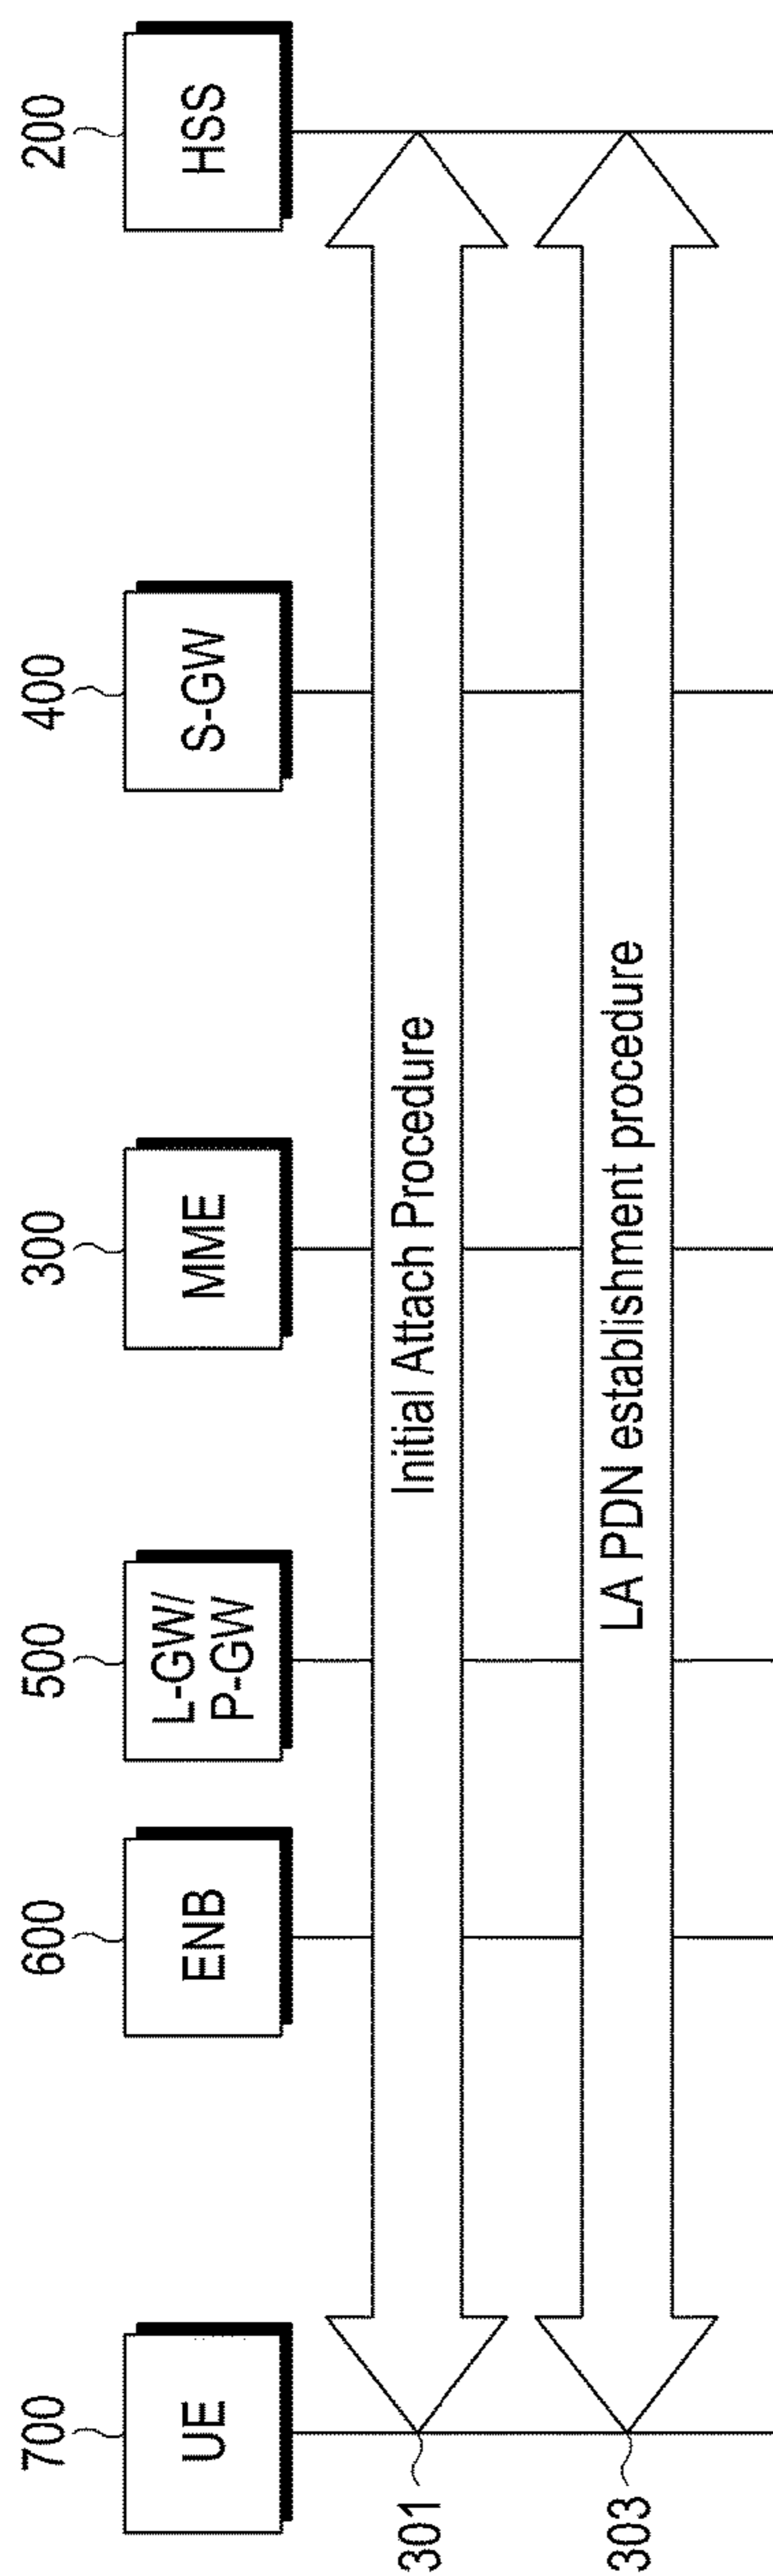 700
600
500
300
400
200
UE
ENB
L-GW/
P-GW
MME
S-GW
HSS
301
Initial Attach Procedure
303
LA PDN establishment procedure